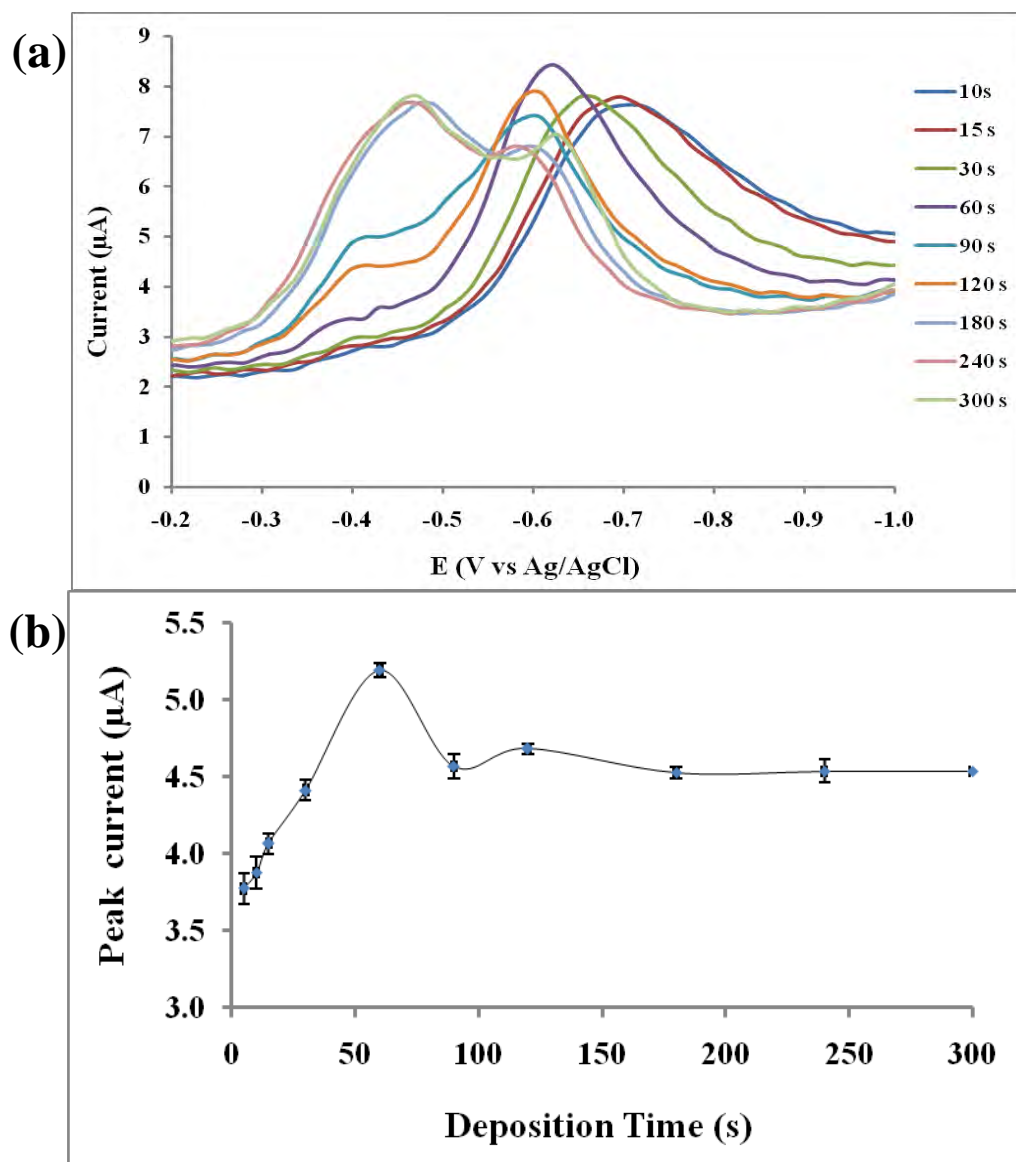 (a)
9
8
7
6
5
4
3
2
1
0
Current (µA)
-0.2 -0.3 -0.4 -0.5 -0.6 -0.7 -0.8 -0.9 -1.0
E (V vs Ag/AgCl)
10s
15 s
30 s
60 s
90 s
120 s
180 s
240 s
300 s
(b)
5.5
5.0
4.5
4.0
3.5
3.0
Peak current (µA)
0 50 100 150 200 250 300
Deposition Time (s)